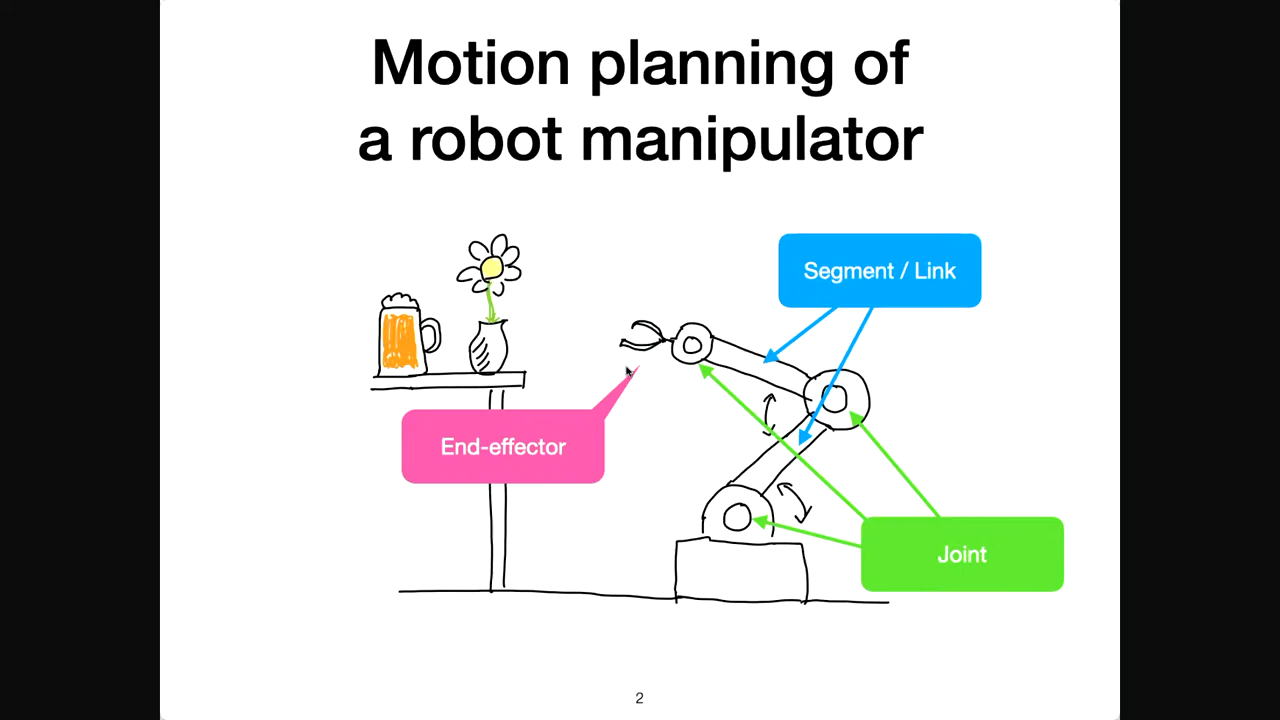 Motion planning of
a robot manipulator
Segment / Link
End-effector
Joint
2